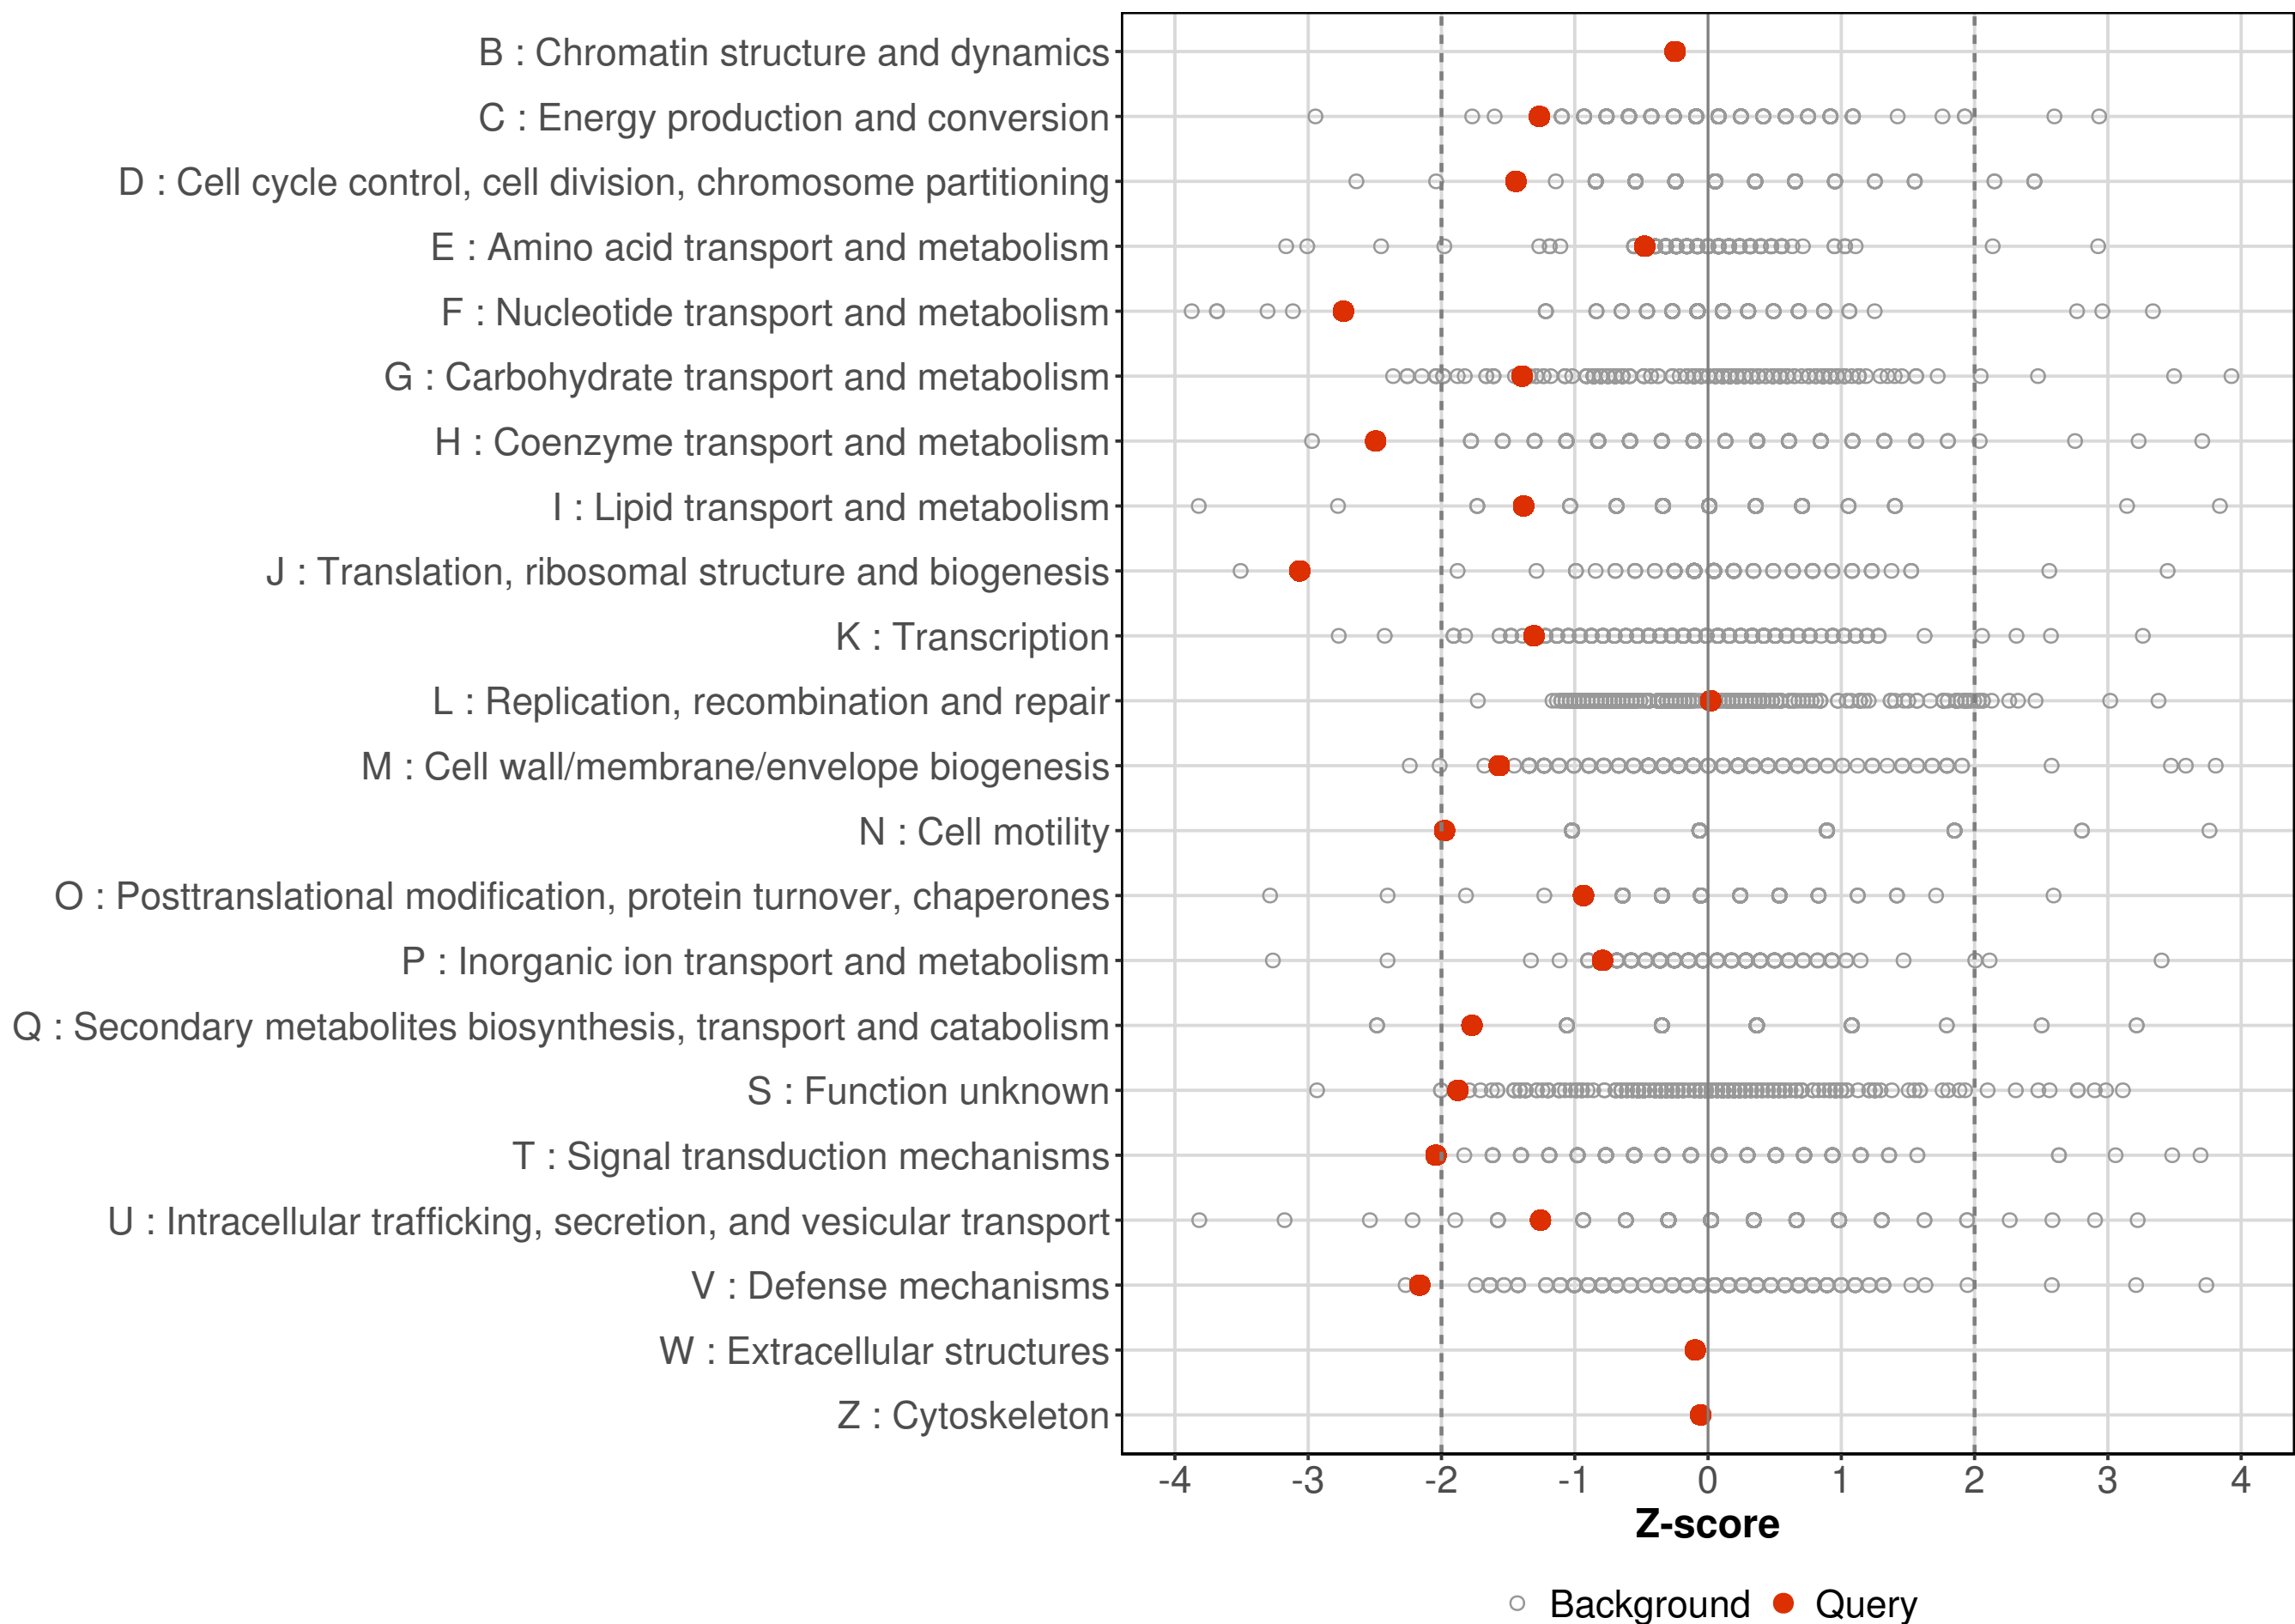 B : Chromatin structure and dynamics
C : Energy production and conversion
D : Cell cycle control, cell division, chromosome partitioning
E : Amino acid transport and metabolism
F : Nucleotide transport and metabolism
G : Carbohydrate transport and metabolism
H : Coenzyme transport and metabolism
I : Lipid transport and metabolism
J : Translation, ribosomal structure and biogenesis
K : Transcription
L : Replication, recombination and repair
M : Cell wall/membrane/envelope biogenesis
N : Cell motility
O : Posttranslational modification, protein turnover, chaperones
P : Inorganic ion transport and metabolism
Q : Secondary metabolites biosynthesis, transport and catabolism
S : Function unknown
T : Signal transduction mechanisms
U : Intracellular trafficking, secretion, and vesicular transport
V : Defense mechanisms
W : Extracellular structures
Z : Cytoskeleton
-4 -3 -2 -1 0 1 2 3 4
Z-score
Background Query